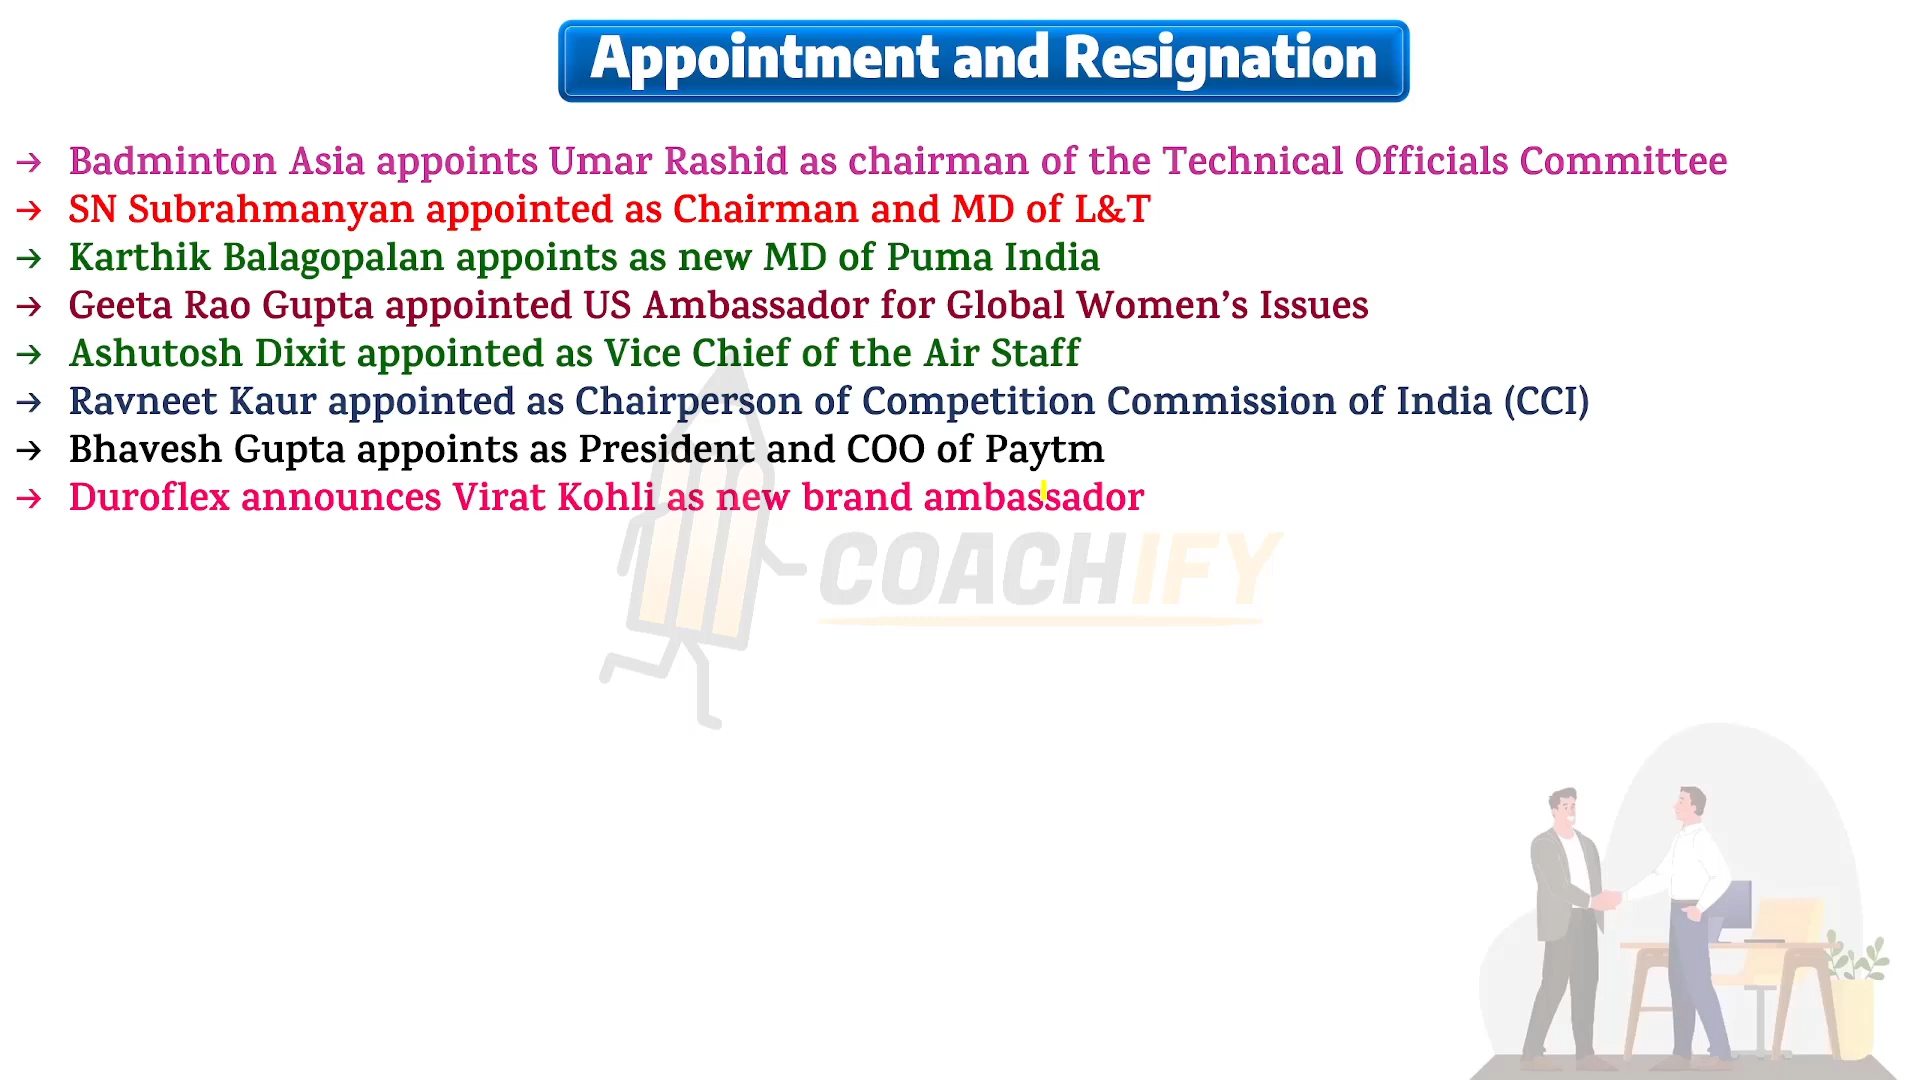 Appointment and Resignation
→ Badminton Asia appoints Umar Rashid as chairman of the Technical Officials Committee
→ SN Subrahmanyan appointed as Chairman and MD of L&T
→ Karthik Balagopalan appoints as new MD of Puma India
→ Geeta Rao Gupta appointed US Ambassador for Global Women’s Issues
→ Ashutosh Dixit appointed as Vice Chief of the Air Staff
→ Ravneet Kaur appointed as Chairperson of Competition Commission of India (CCI)
→ Bhavesh Gupta appoints as President and COO of Paytm
→ Duroflex announces Virat Kohli as new brand ambassador
COACHIFY